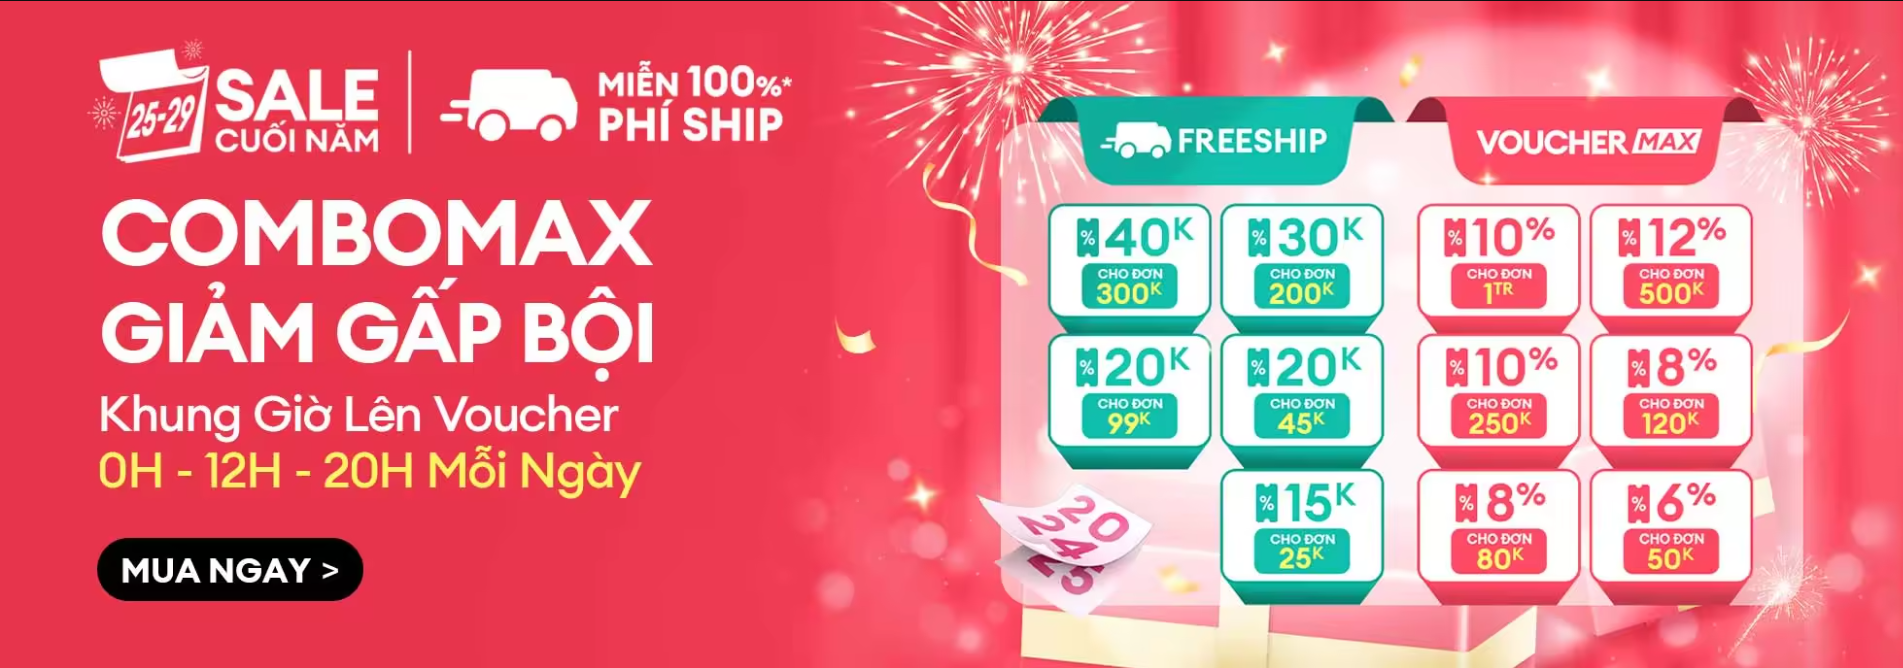 25-29
SALE
CUỐI NĂM
MIỄN 100%*
PHÍ SHIP
COMBOMAX
GIẢM GẤP BỘI
Khung Giờ Lên Voucher
0H - 12H - 20H Mỗi Ngày
MUA NGAY >
FREESHIP
% 40K
CHO ĐƠN
300K
% 30K
CHO ĐƠN
200K
% 20K
CHO ĐƠN
99K
% 20K
CHO ĐƠN
45K
% 15K
CHO ĐƠN
25K
VOUCHER MAX
% 10%
CHO ĐƠN
1TR
% 12%
CHO ĐƠN
500K
% 10%
CHO ĐƠN
250K
% 8%
CHO ĐƠN
120K
% 8%
CHO ĐƠN
80K
% 6%
CHO ĐƠN
50K
20
24
25